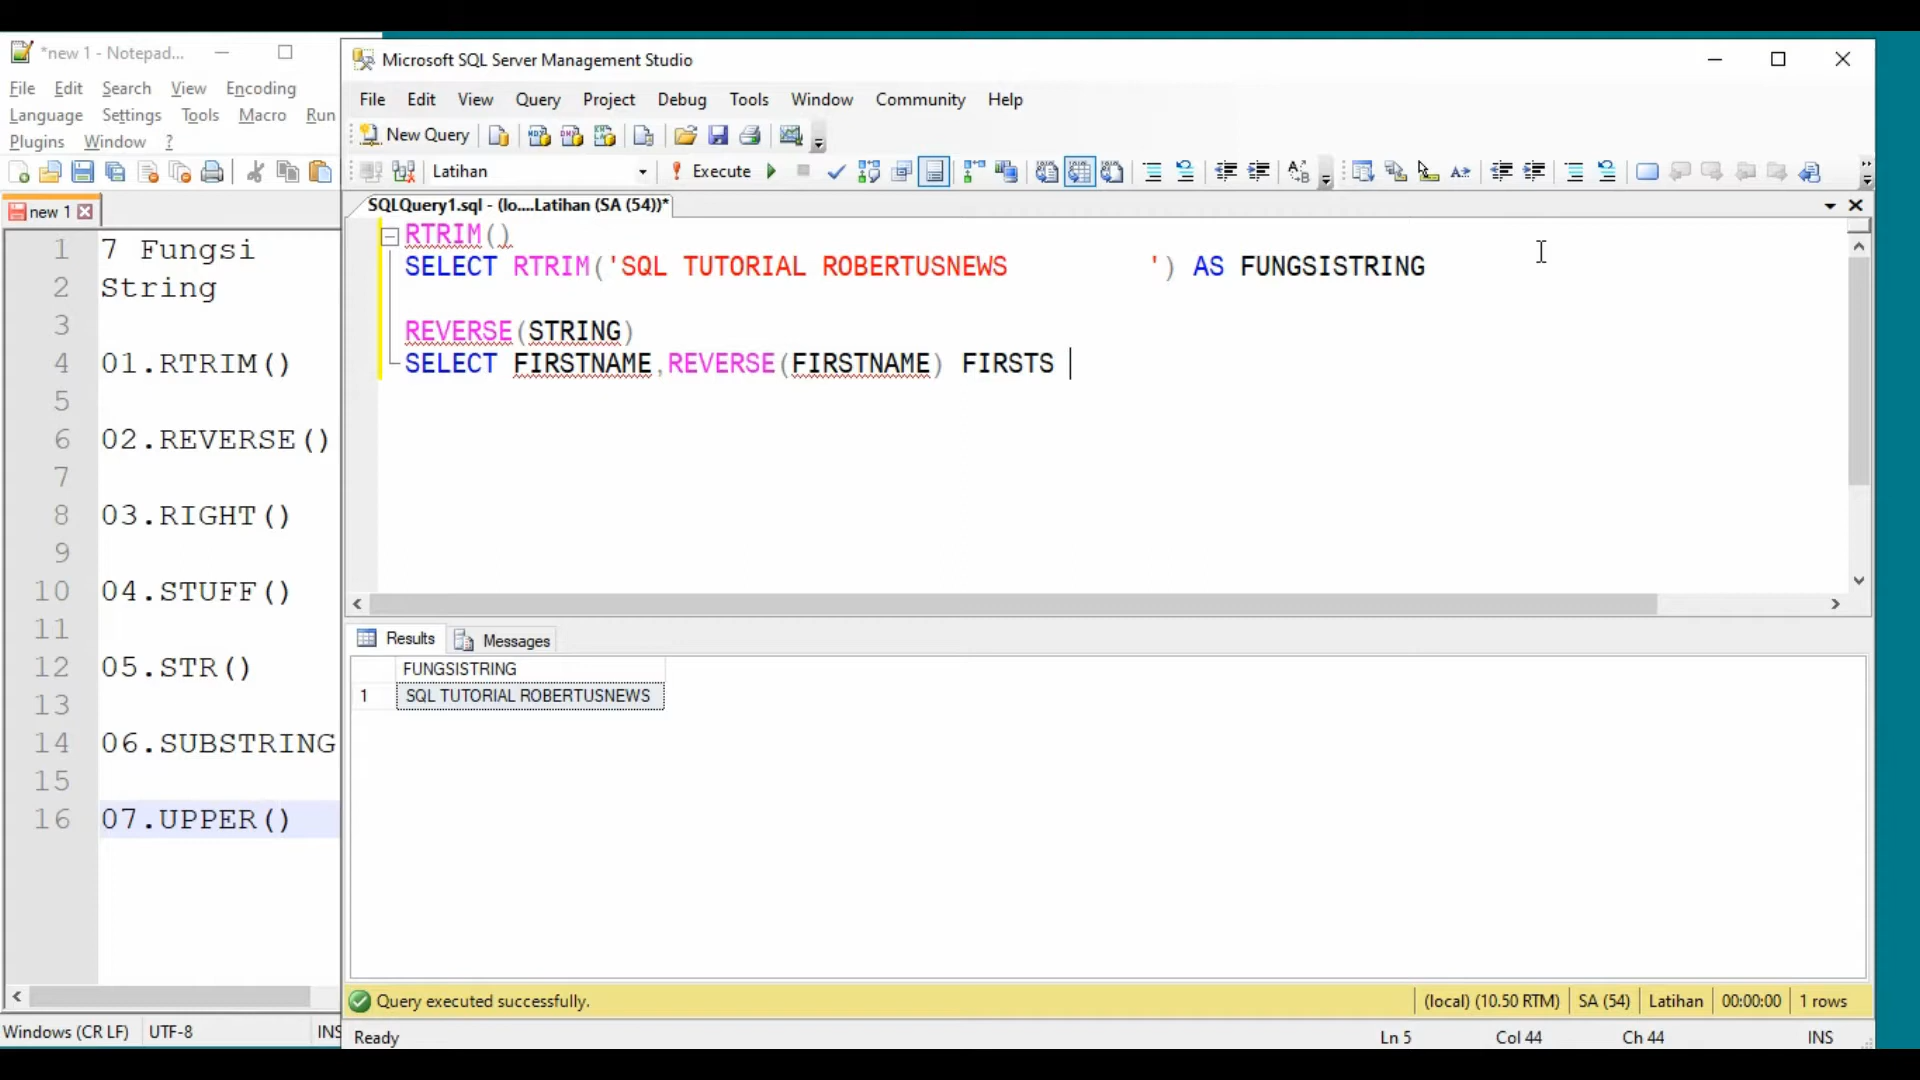 *new 1 - Notepad...
File Edit Search View Encoding
Language Settings Tools Macro Run
Plugins Window ?
new 1
1 7 Fungsi
2 String
3
4 01.RTRIM()
5
6 02.REVERSE()
7
8 03.RIGHT()
9
10 04.STUFF()
11
12 05.STR()
13
14 06.SUBSTRING
15
16 07.UPPER()
Windows (CR LF) UTF-8 INS
Microsoft SQL Server Management Studio
File Edit View Query Project Debug Tools Window Community Help
New Query
Latihan Execute
SQLQuery1.sql - (lo....Latihan (SA (54))*
RTRIM()
SELECT RTRIM('SQL TUTORIAL ROBERTUSNEWS         ') AS FUNGSISTRING
REVERSE(STRING)
SELECT FIRSTNAME,REVERSE(FIRSTNAME) FIRSTS
Results Messages
FUNGSISTRING
1 SQL TUTORIAL ROBERTUSNEWS
Query executed successfully. (local) (10.50 RTM) SA (54) Latihan 00:00:00 1 rows
Ready Ln 5 Col 44 Ch 44 INS